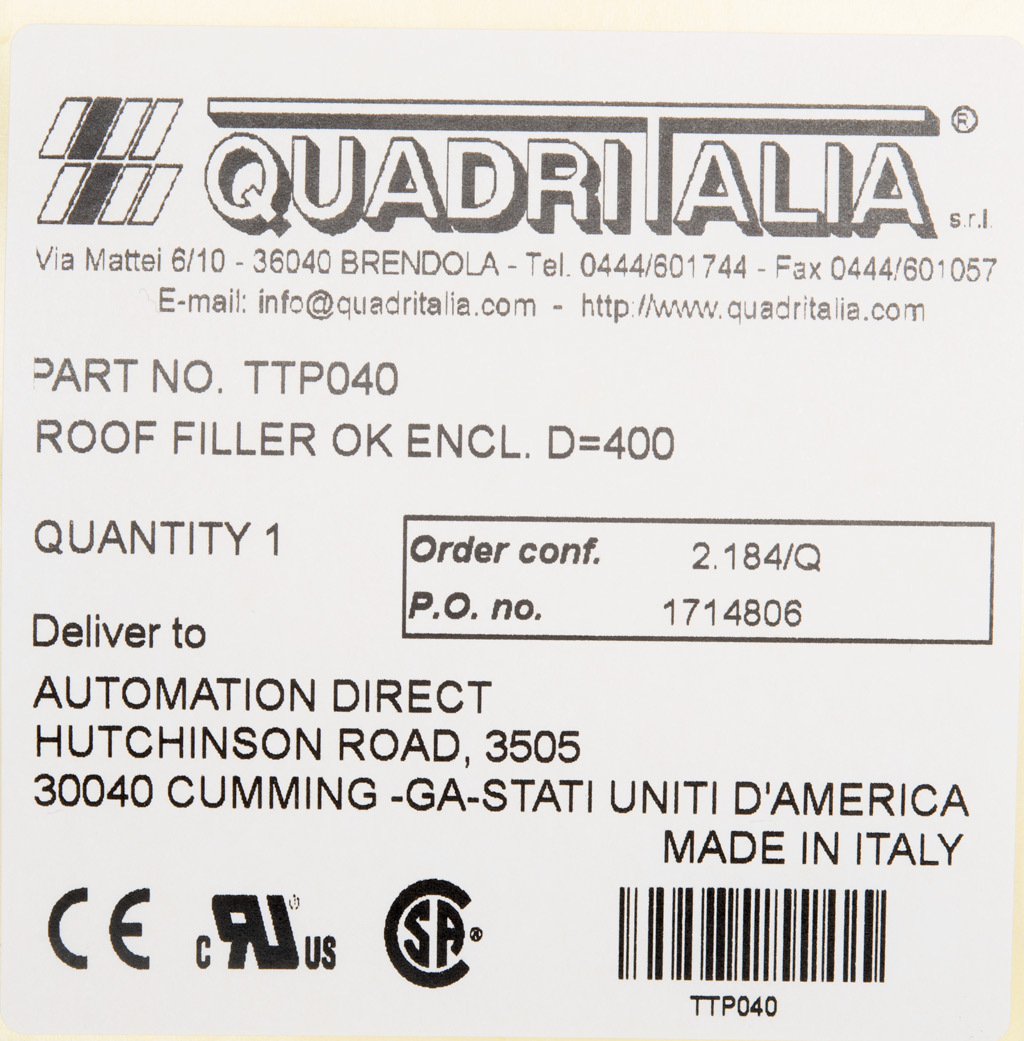 QUADRITALIA® s.r.l.
Via Mattei 6/10 - 36040 BRENDOLA - Tel. 0444/601744 - Fax 0444/601057
E-mail: info@quadritalia.com - http://www.quadritalia.com
PART NO. TTP040
ROOF FILLER OK ENCL. D=400
QUANTITY 1
Order conf. 2.184/Q
P.O. no. 1714806
Deliver to
AUTOMATION DIRECT
HUTCHINSON ROAD, 3505
30040 CUMMING -GA-STATI UNITI D'AMERICA
MADE IN ITALY
CE C RU US CSA®
TTP040